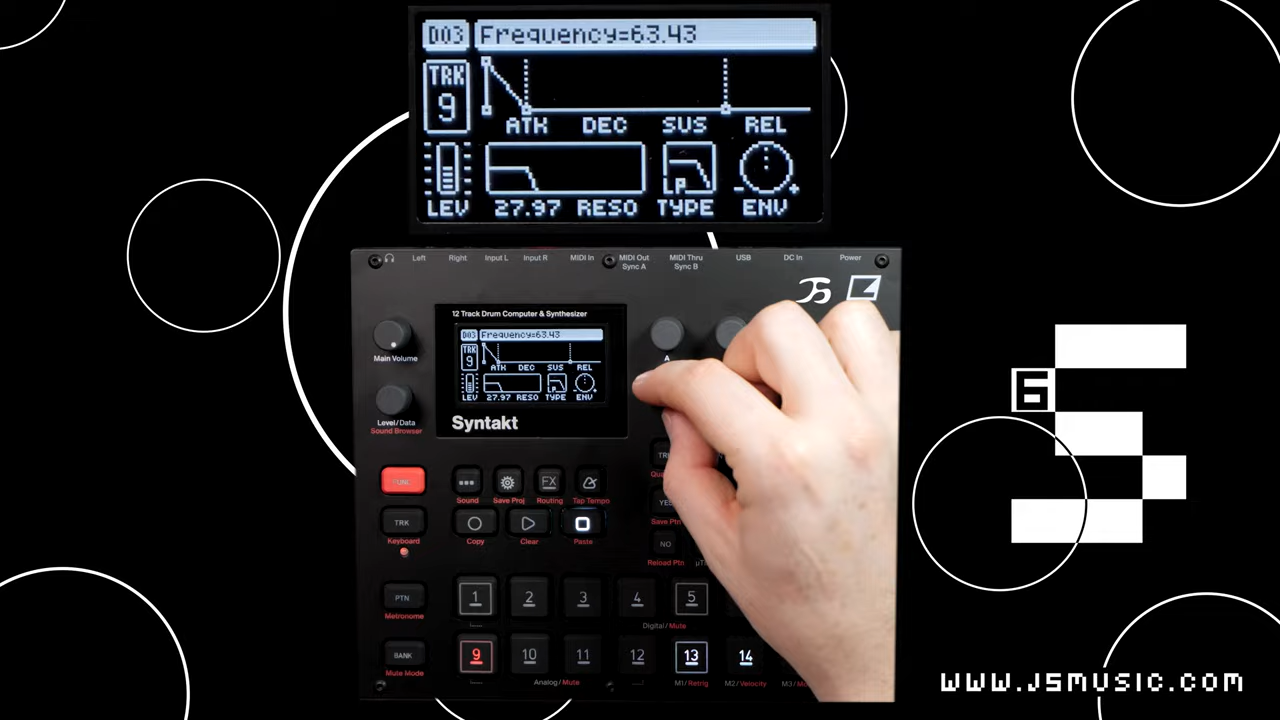 D03 Frequency=63.43
TRK
9
ATK DEC SUS REL
LEV 27.97 RESO TYPE ENV
Left Right Input L Input R MIDI In MIDI Out MIDI Thru USB DC In Power
Sync A Sync B
JS
12 Track Drum Computer & Synthesizer
D03 Frequency=63.43
TRK
9
ATK DEC SUS REL
LEV 27.97 RESO TYPE ENV
Main Volume
A
Level/Data
Sound Browser
Syntakt
6
FUNC
FX
Sound Save Proj Routing Tap Tempo
TRK
YES
Save Ptn
Keyboard
Copy Clear Paste
NO
Reload Ptn
PTN
1 2 3 4 5
Metronome
Digital/Mute
BANK
9 10 11 12 13 14
Mute Mode
Analog/Mute
M1/Retrig M2/Velocity
www.JSMUSIC.com